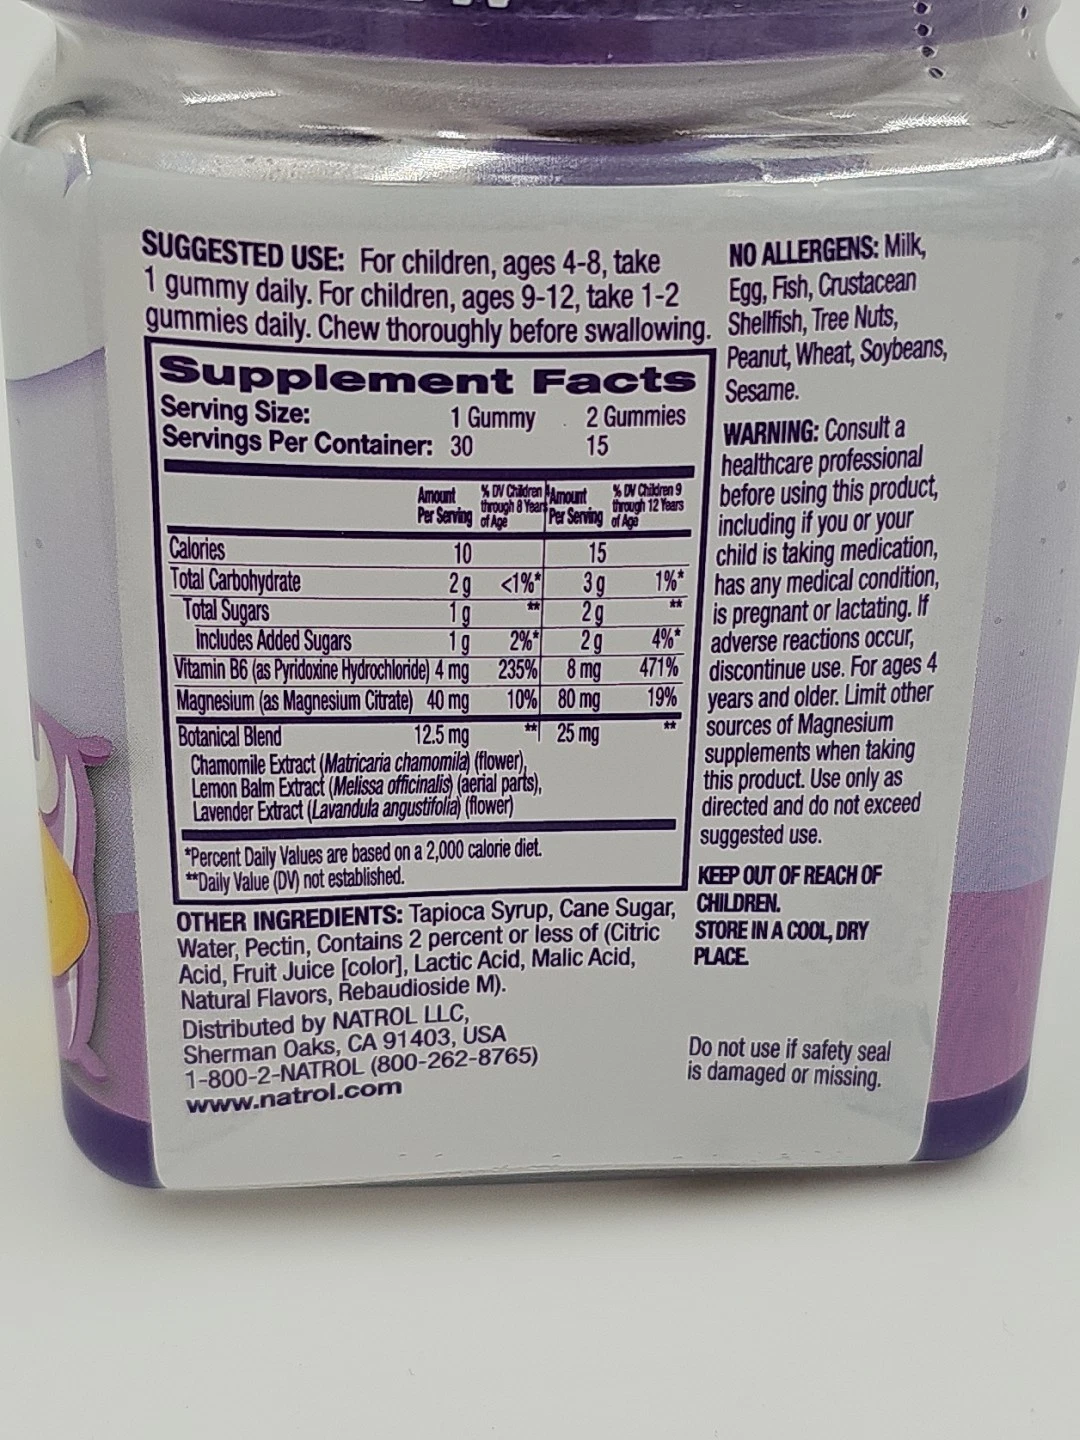 SUGGESTED USE: For children, ages 4-8, take
1 gummy daily. For children, ages 9-12, take 1-2
gummies daily. Chew thoroughly before swallowing.
Supplement Facts
Serving Size: 1 Gummy 2 Gummies
Servings Per Container: 30 15
Amount % DV Children Amount % DV Children 9
Per Serving through 8 Years Per Serving through 12 Years
of Age of Age
Calories 10 15
Total Carbohydrate 2 g <1%* 3 g 1%*
Total Sugars 1 g ** 2 g **
Includes Added Sugars 1 g 2%* 2 g 4%*
Vitamin B6 (as Pyridoxine Hydrochloride) 4 mg 235% 8 mg 471%
Magnesium (as Magnesium Citrate) 40 mg 10% 80 mg 19%
Botanical Blend 12.5 mg ** 25 mg **
Chamomile Extract (Matricaria chamomila) (flower),
Lemon Balm Extract (Melissa officinalis) (aerial parts),
Lavender Extract (Lavandula angustifolia) (flower)
*Percent Daily Values are based on a 2,000 calorie diet.
**Daily Value (DV) not established.
OTHER INGREDIENTS: Tapioca Syrup, Cane Sugar,
Water, Pectin, Contains 2 percent or less of (Citric
Acid, Fruit Juice [color], Lactic Acid, Malic Acid,
Natural Flavors, Rebaudioside M).
Distributed by NATROL LLC,
Sherman Oaks, CA 91403, USA
1-800-2-NATROL (800-262-8765)
www.natrol.com
NO ALLERGENS: Milk,
Egg, Fish, Crustacean
Shellfish, Tree Nuts,
Peanut, Wheat, Soybeans,
Sesame.
WARNING: Consult a
healthcare professional
before using this product,
including if you or your
child is taking medication,
has any medical condition,
is pregnant or lactating. If
adverse reactions occur,
discontinue use. For ages 4
years and older. Limit other
sources of Magnesium
supplements when taking
this product. Use only as
directed and do not exceed
suggested use.
KEEP OUT OF REACH OF
CHILDREN.
STORE IN A COOL, DRY
PLACE.
Do not use if safety seal
is damaged or missing.